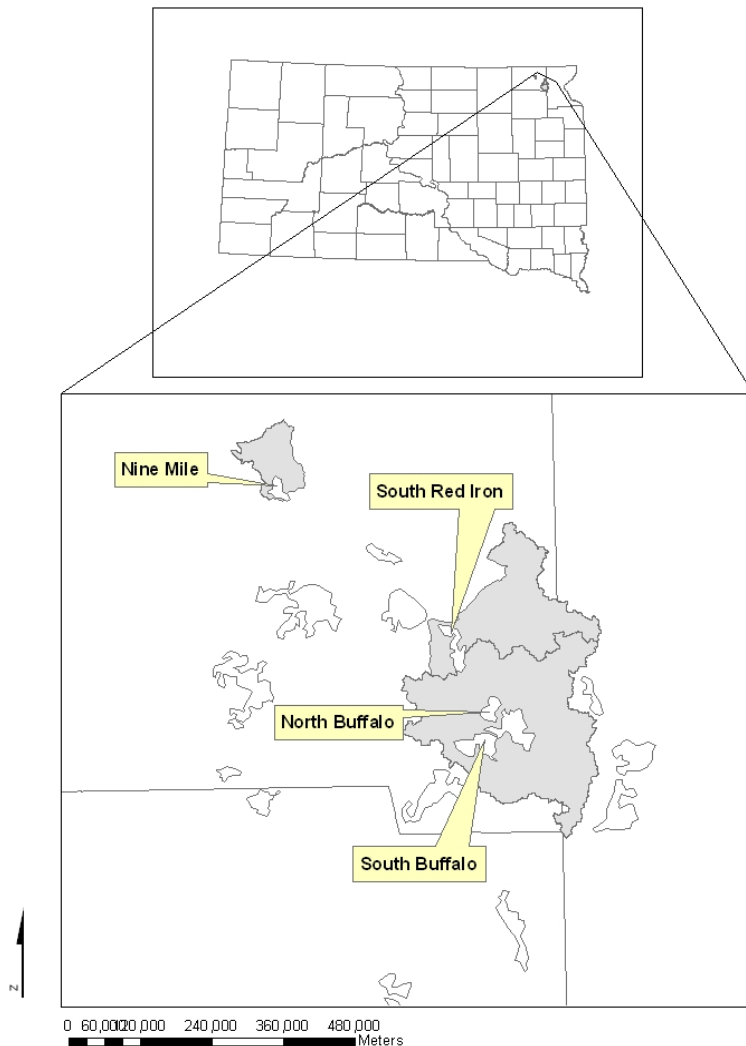 Nine Mile
South Red Iron
North Buffalo
South Buffalo
N
0 60,000 120,000 240,000 360,000 480,000
Meters